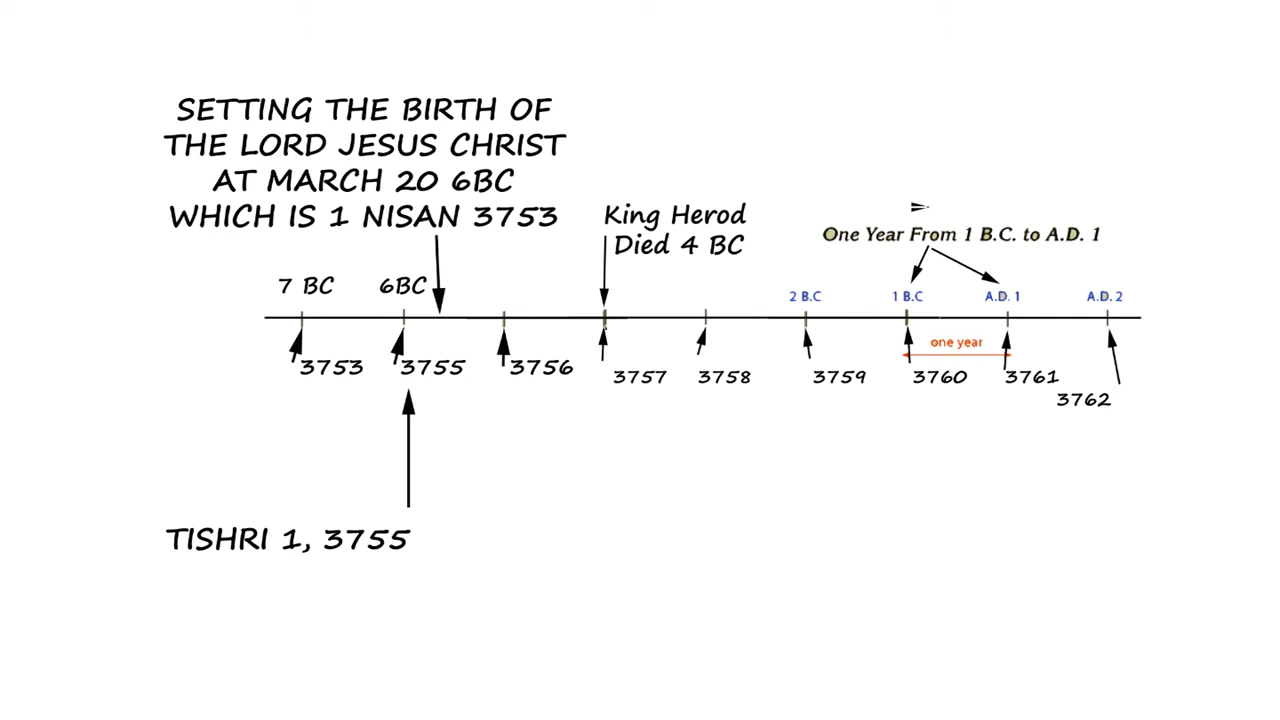 SETTING THE BIRTH OF
THE LORD JESUS CHRIST
AT MARCH 20 6BC
WHICH IS 1 NISAN 3753
King Herod
Died 4 BC
One Year From 1 B.C. to A.D. 1
7 BC
6BC
2 B.C
1 B.C
A.D. 1
A.D. 2
one year
3753
3755
3756
3757
3758
3759
3760
3761
3762
TISHRI 1, 3755